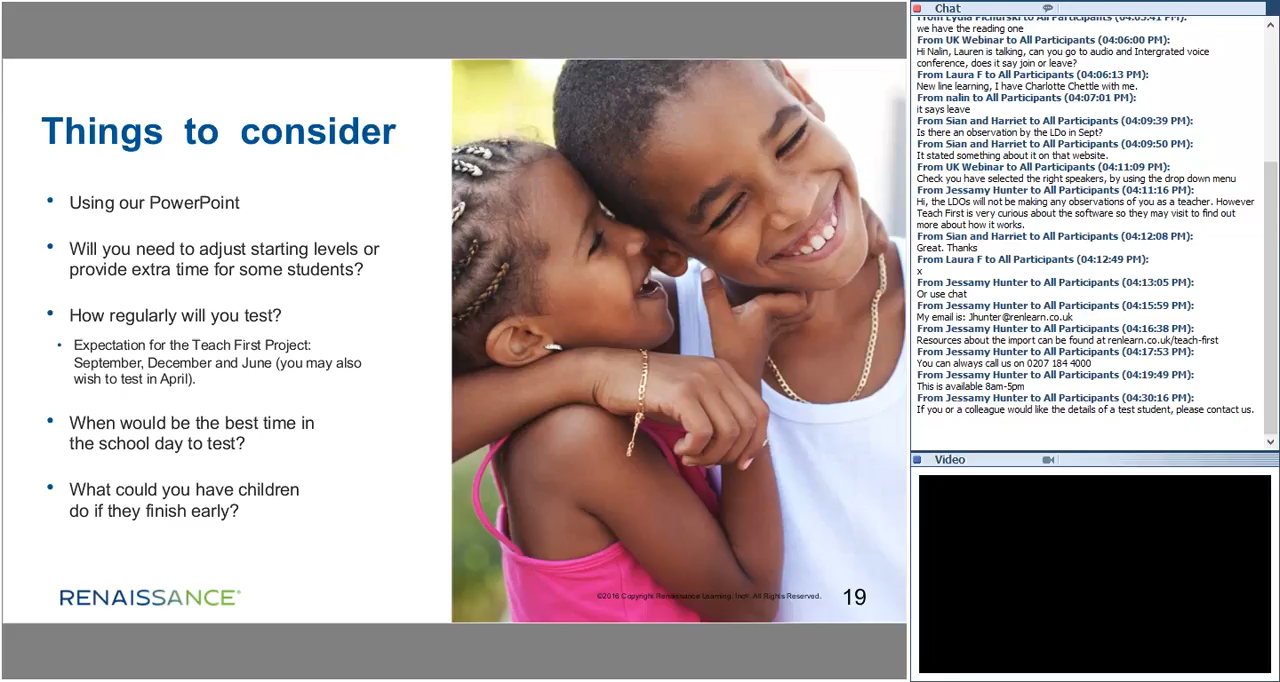 Things to consider
• Using our PowerPoint
• Will you need to adjust starting levels or
provide extra time for some students?
• How regularly will you test?
• Expectation for the Teach First Project:
September, December and June (you may also
wish to test in April).
• When would be the best time in
the school day to test?
• What could you have children
do if they finish early?
RENAISSANCE®
©2016 Copyright Renaissance Learning, Inc. All Rights Reserved.
19
Chat
to All Participants
we have the reading one
From UK Webinar to All Participants (04:06:00 PM):
Hi Nalin, Lauren is talking, can you go to audio and Intergrated voice
conference, does it say join or leave?
From Laura F to All Participants (04:06:13 PM):
New line learning, I have Charlotte Chettle with me.
From nalin to All Participants (04:07:01 PM):
it says leave
From Sian and Harriet to All Participants (04:09:39 PM):
Is there an observation by the LDo in Sept?
From Sian and Harriet to All Participants (04:09:50 PM):
It stated something about it on that website.
From UK Webinar to All Participants (04:11:09 PM):
Check you have selected the right speakers, by using the drop down menu
From Jessamy Hunter to All Participants (04:11:16 PM):
Hi, the LDOs will not be making any observations of you as a teacher. However
Teach First is very curious about the software so they may visit to find out
more about how it works.
From Sian and Harriet to All Participants (04:12:08 PM):
Great. Thanks
From Laura F to All Participants (04:12:49 PM):
x
From Jessamy Hunter to All Participants (04:13:05 PM):
Or use chat
From Jessamy Hunter to All Participants (04:15:59 PM):
My email is: Jhunter@renlearn.co.uk
From Jessamy Hunter to All Participants (04:16:38 PM):
Resources about the import can be found at renlearn.co.uk/teach-first
From Jessamy Hunter to All Participants (04:17:53 PM):
You can always call us on 0207 184 4000
From Jessamy Hunter to All Participants (04:19:49 PM):
This is available 8am-5pm
From Jessamy Hunter to All Participants (04:30:16 PM):
If you or a colleague would like the details of a test student, please contact us.
Video